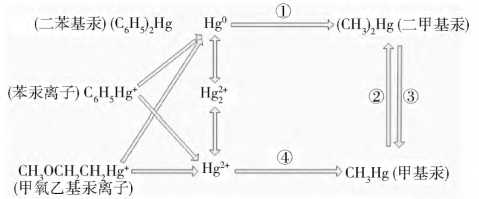 ①
(二苯基汞) (C₆H₅)₂Hg Hg⁰ (CH₃)₂Hg (二甲基汞)
(苯汞离子) C₆H₅Hg⁺ Hg₂²⁺ ② ③
④
CH₃OCH₂CH₂Hg⁺ Hg²⁺ CH₃Hg (甲基汞)
(甲氧乙基汞离子)